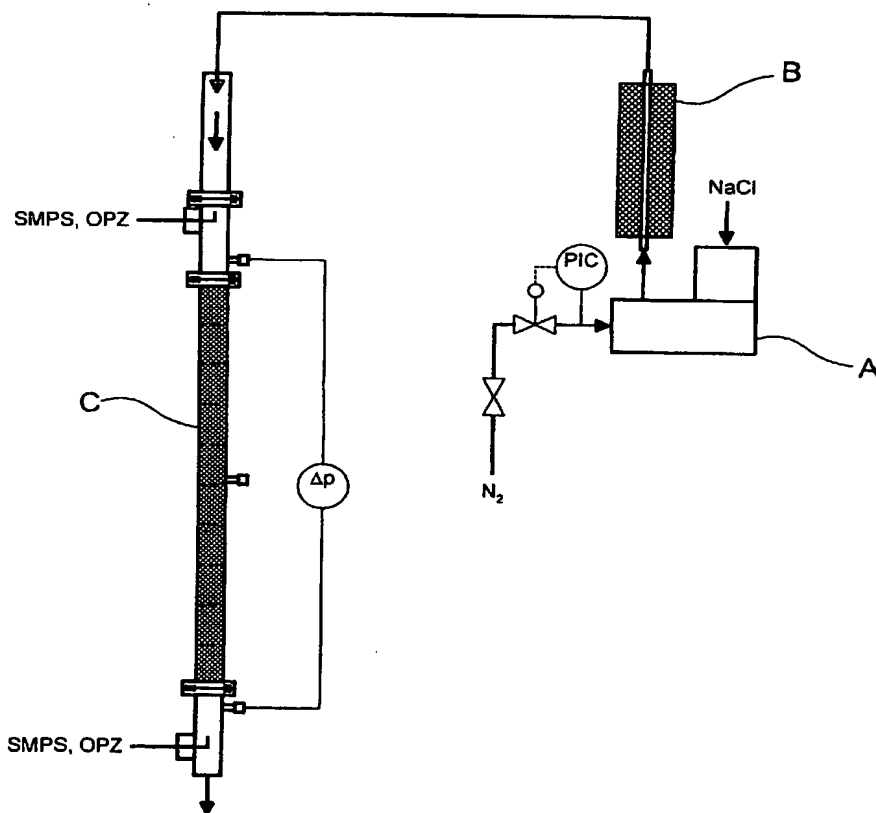 B
NaCl
SMPS, OPZ
PIC
A
C
Δp
N₂
SMPS, OPZ